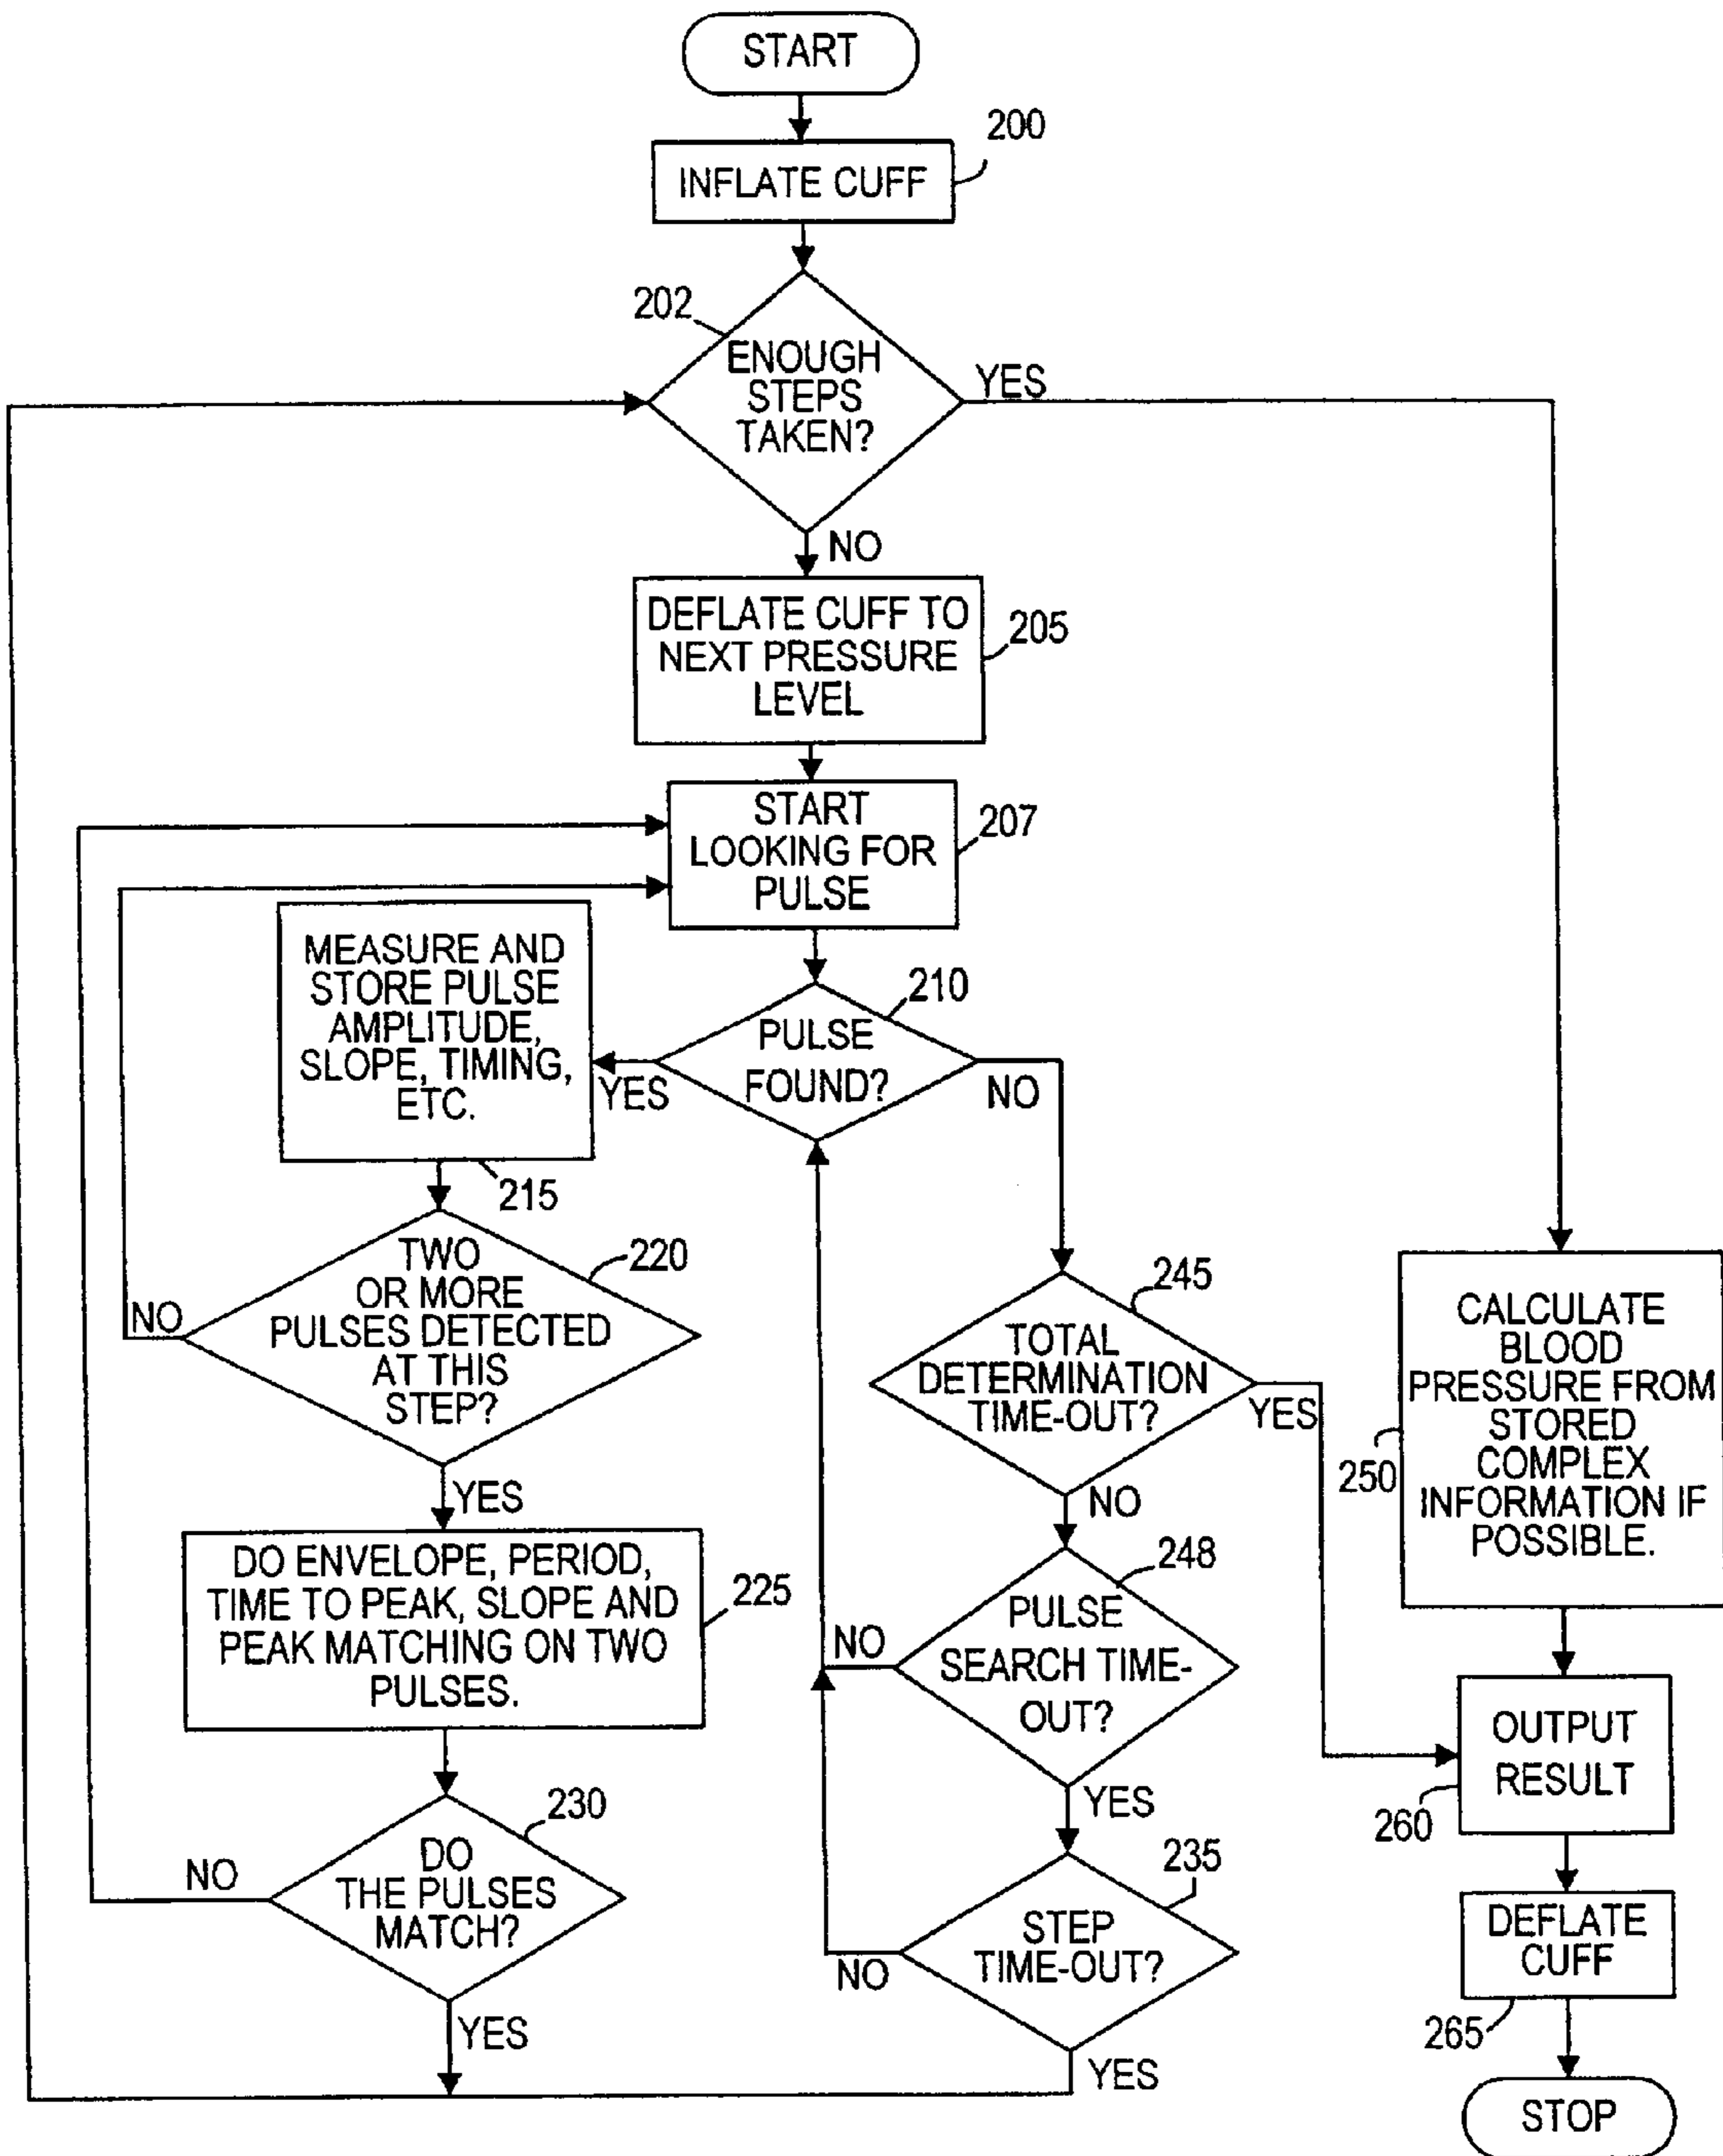 START
INFLATE CUFF
200
202
ENOUGH
STEPS
TAKEN?
YES
NO
DEFLATE CUFF TO
NEXT PRESSURE
LEVEL
205
START
LOOKING FOR
PULSE
207
MEASURE AND
STORE PULSE
AMPLITUDE,
SLOPE, TIMING,
ETC.
215
PULSE
FOUND?
210
YES
NO
TWO
OR MORE
PULSES DETECTED
AT THIS
STEP?
220
NO
YES
DO ENVELOPE, PERIOD,
TIME TO PEAK, SLOPE AND
PEAK MATCHING ON TWO
PULSES.
225
DO
THE PULSES
MATCH?
230
NO
YES
TOTAL
DETERMINATION
TIME-OUT?
245
YES
NO
PULSE
SEARCH TIME-
OUT?
248
NO
YES
STEP
TIME-OUT?
235
NO
YES
CALCULATE
BLOOD
PRESSURE FROM
STORED
COMPLEX
INFORMATION IF
POSSIBLE.
250
OUTPUT
RESULT
260
DEFLATE
CUFF
265
STOP